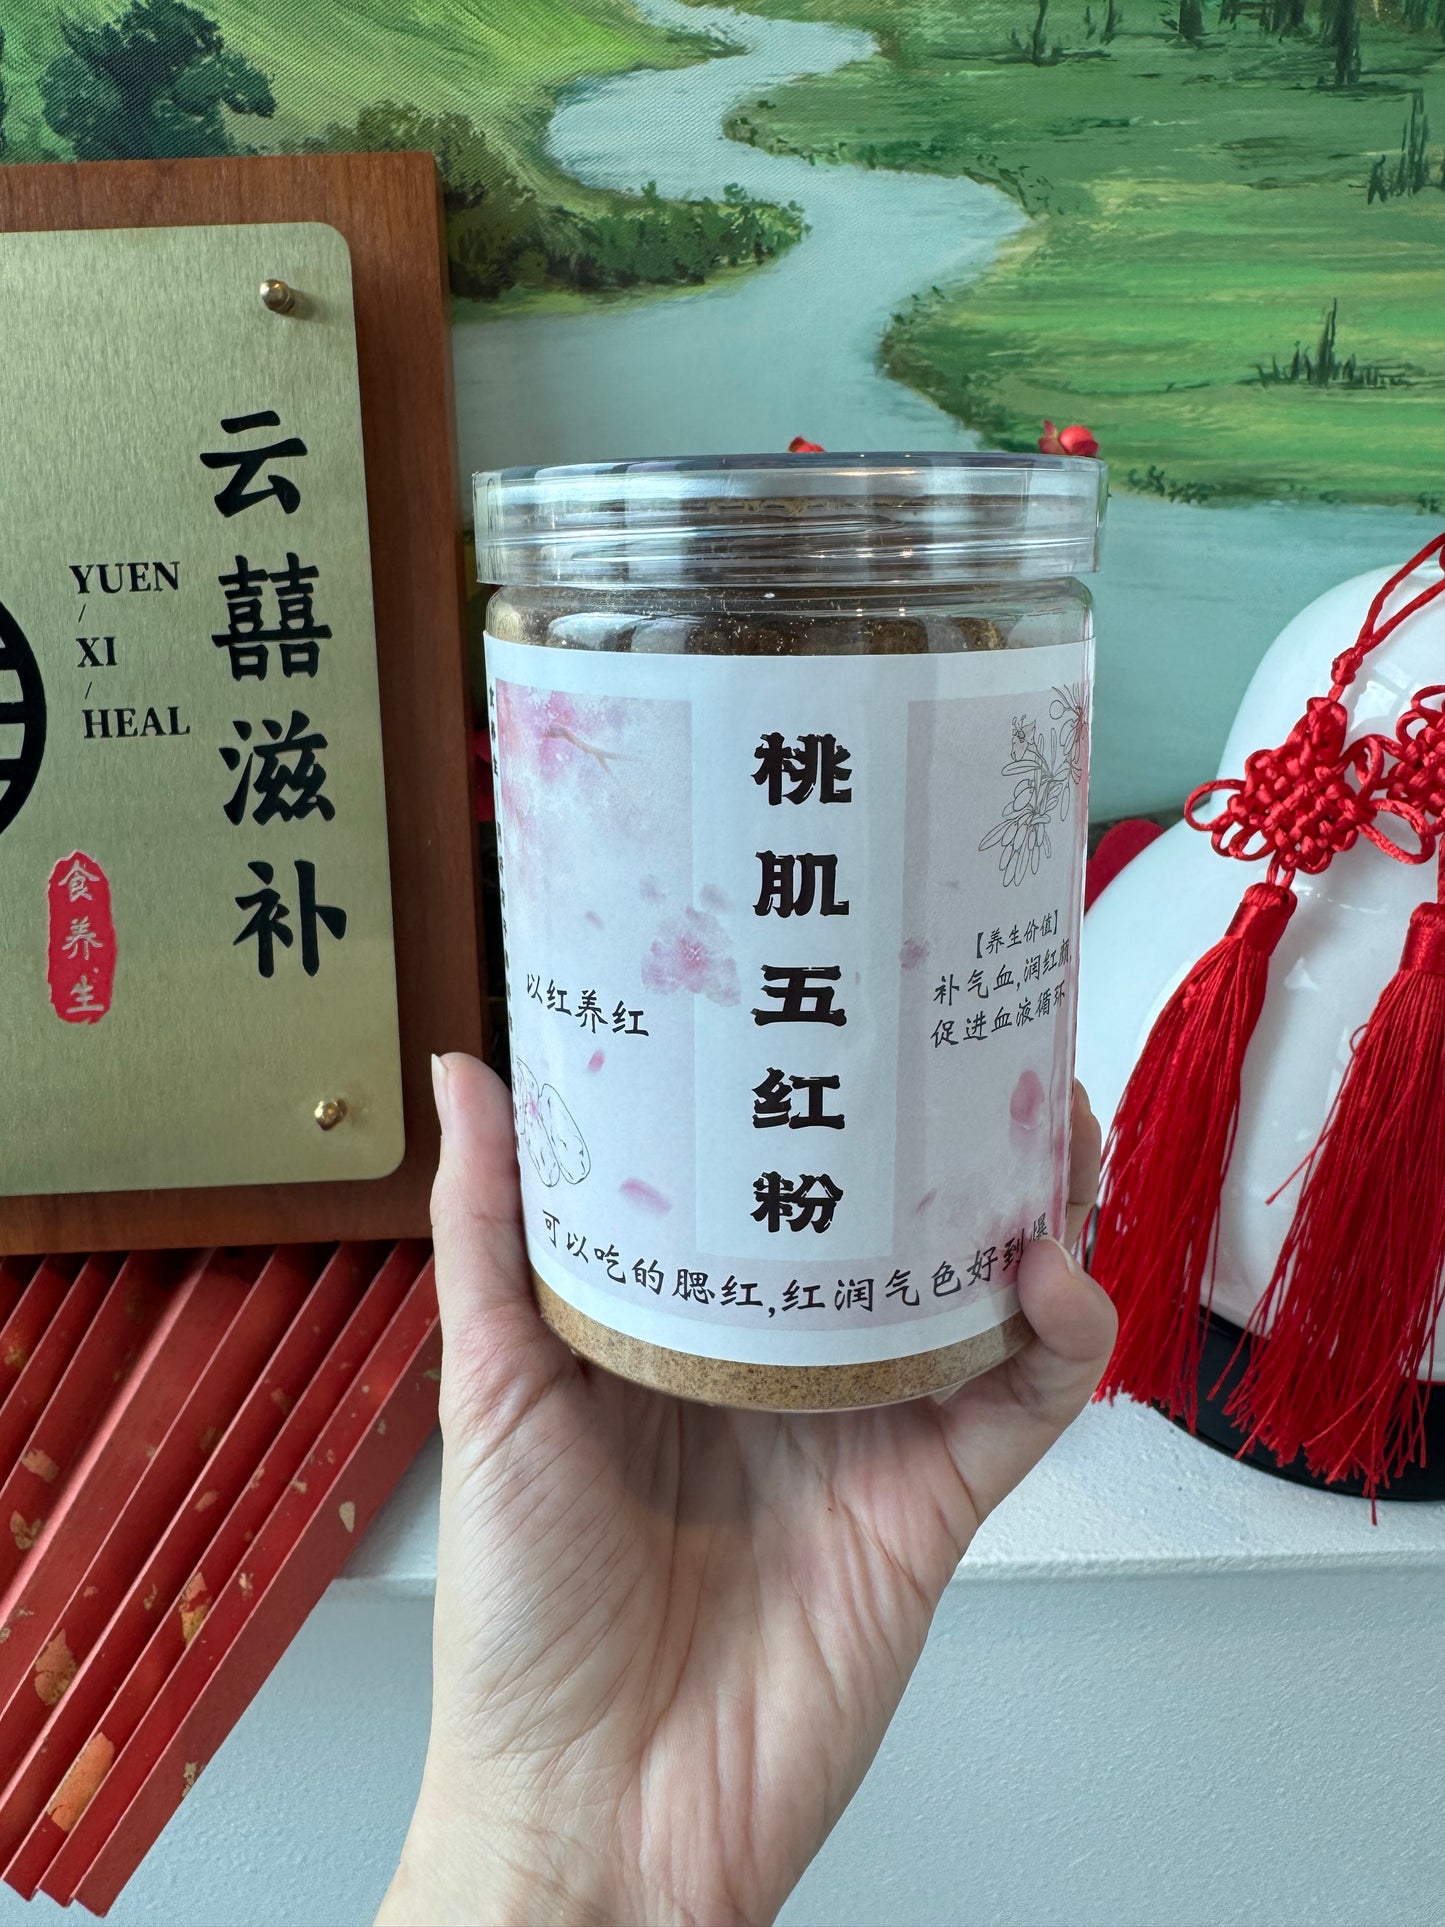 云囍滋补
YUEN
/
XI
/
HEAL
食养生
桃肌五红粉
以红养红
【养生价值】
补气血,润红颜,
促进血液循环
可以吃的腮红,红润气色好到爆